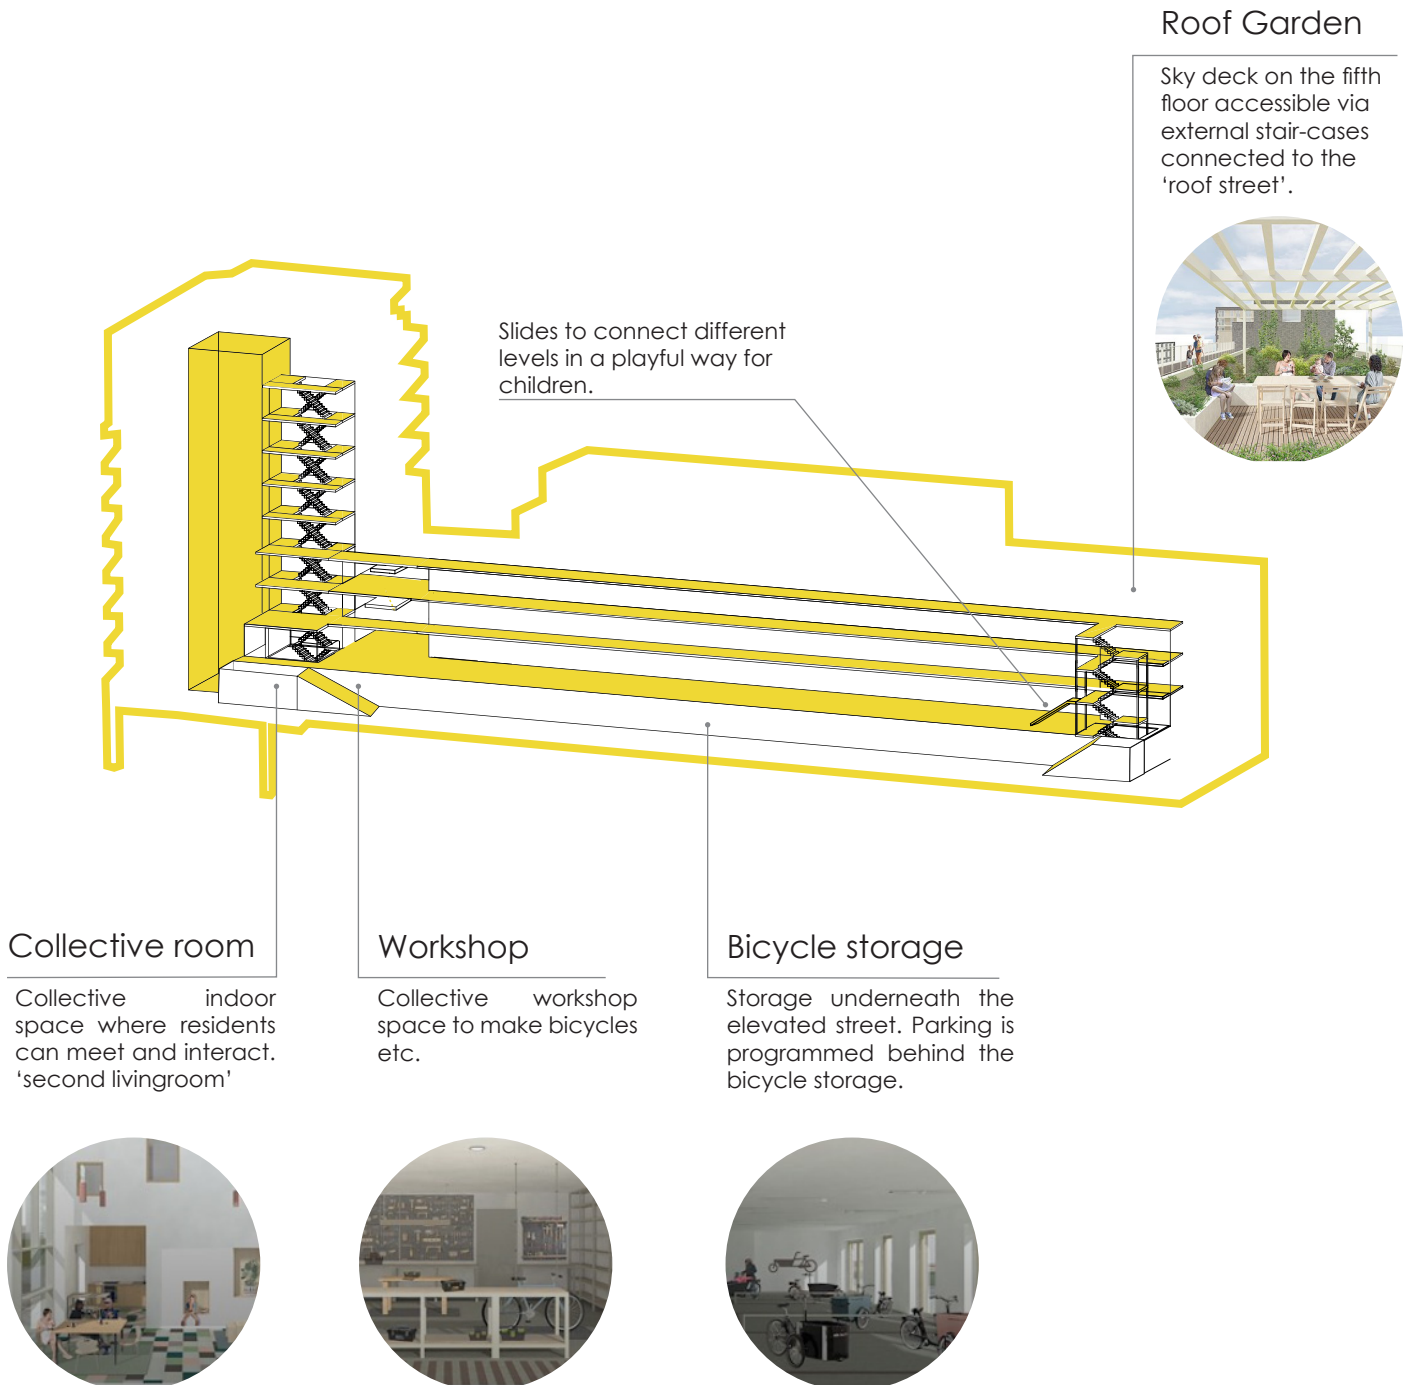 Roof Garden
Sky deck on the fifth
floor accessible via
external stair-cases
connected to the
‘roof street’.
Slides to connect different
levels in a playful way for
children.
Collective room
Collective indoor
space where residents
can meet and interact.
‘second livingroom’
Workshop
Collective workshop
space to make bicycles
etc.
Bicycle storage
Storage underneath the
elevated street. Parking is
programmed behind the
bicycle storage.